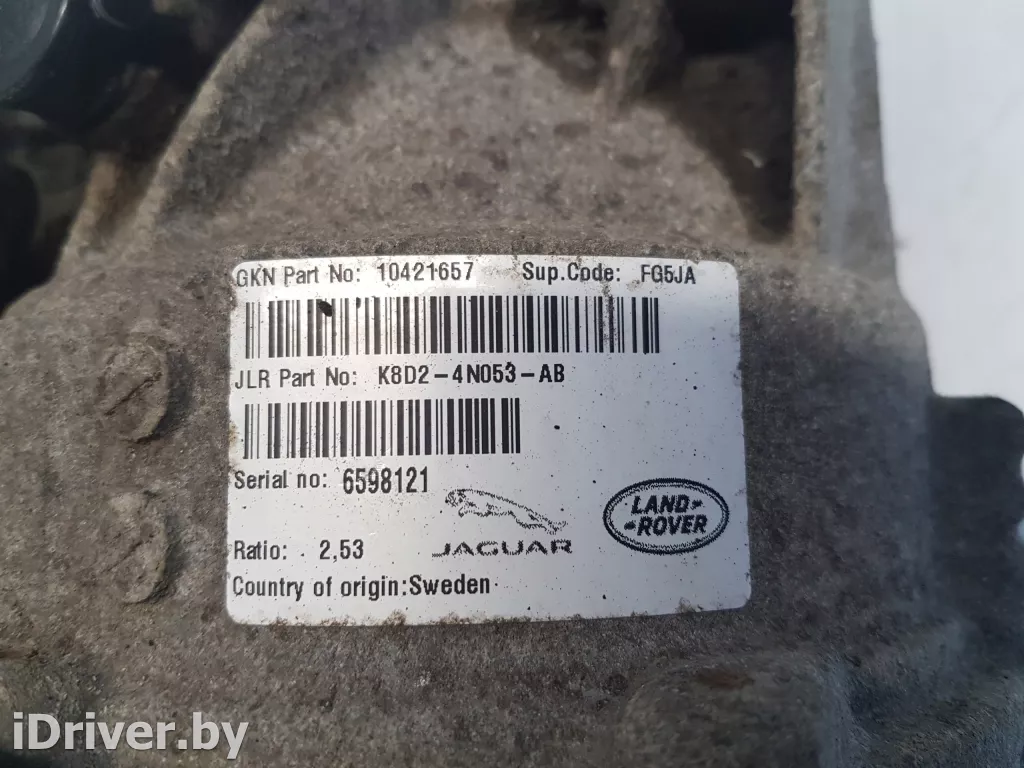 GKN Part No: 10421657 Sup.Code: FG5JA
JLR Part No: K8D2-4N053-AB
Serial no: 6598121
JAGUAR
LAND
ROVER
Ratio: 2,53
Country of origin:Sweden
iDriver.by